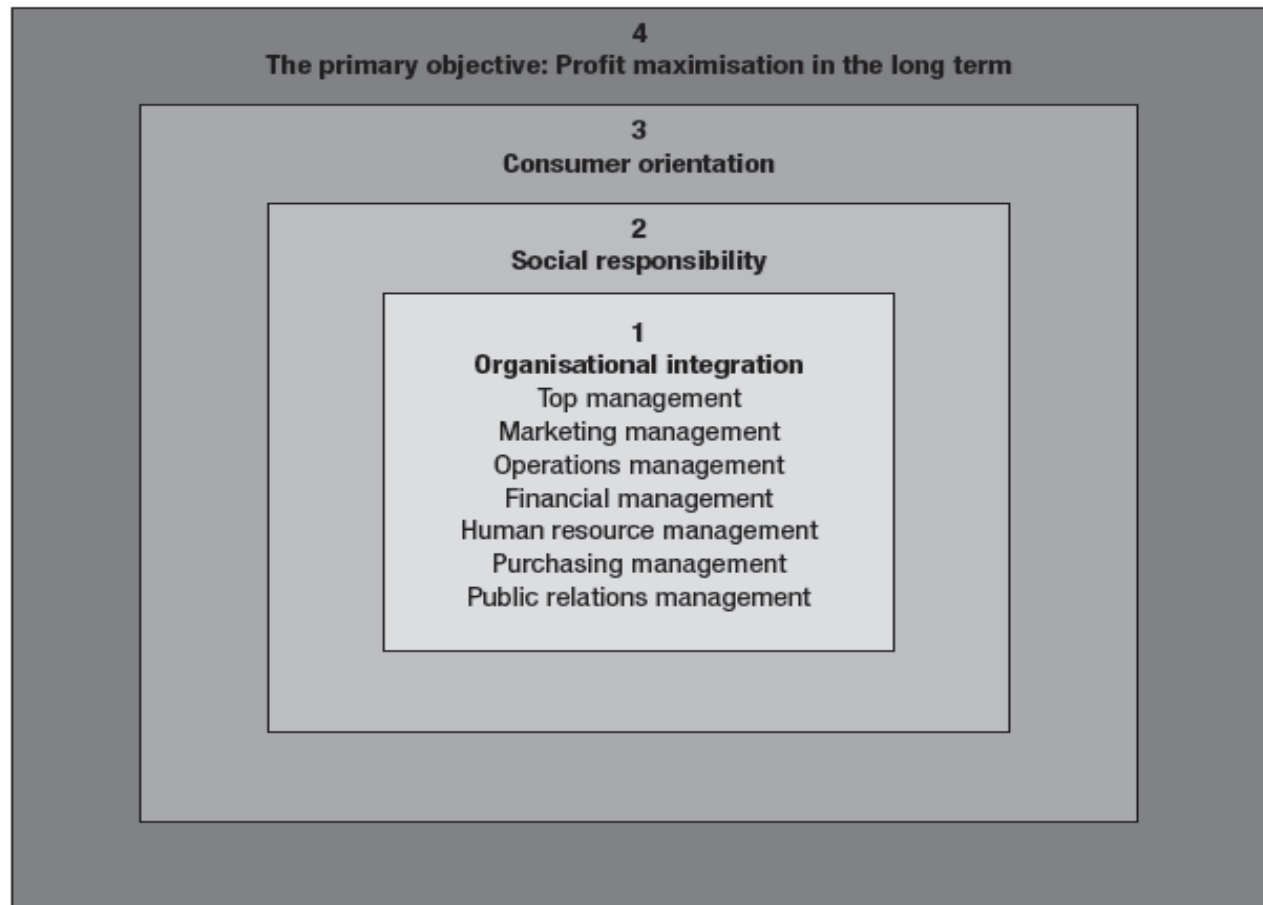 4
The primary objective: Profit maximisation in the long term
3
Consumer orientation
2
Social responsibility
1
Organisational integration
Top management
Marketing management
Operations management
Financial management
Human resource management
Purchasing management
Public relations management